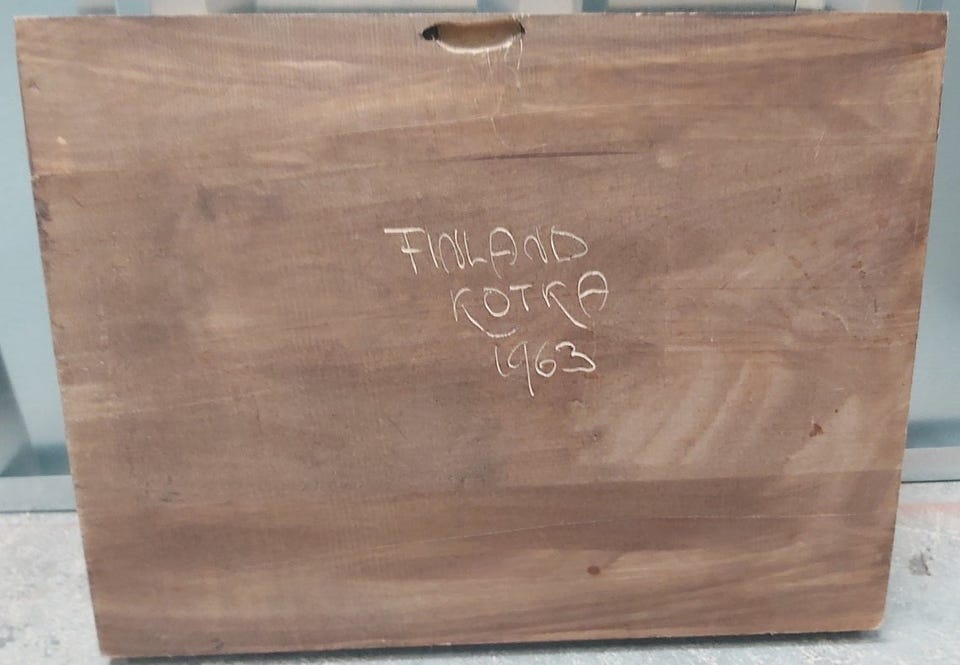 FINLAND
KOTKA
1963